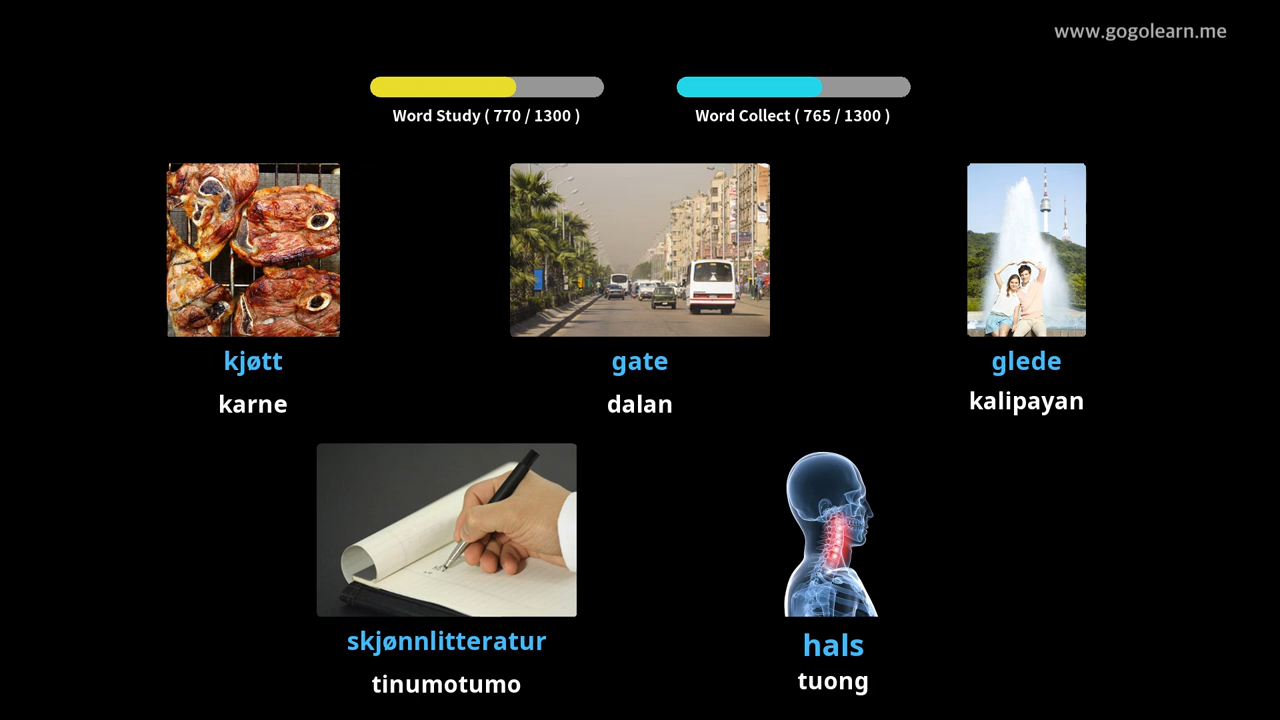 www.gogolearn.me
Word Study ( 770 / 1300 )
Word Collect ( 765 / 1300 )
kjøtt
karne
gate
dalan
glede
kalipayan
skjønnlitteratur
tinumotumo
hals
tuong